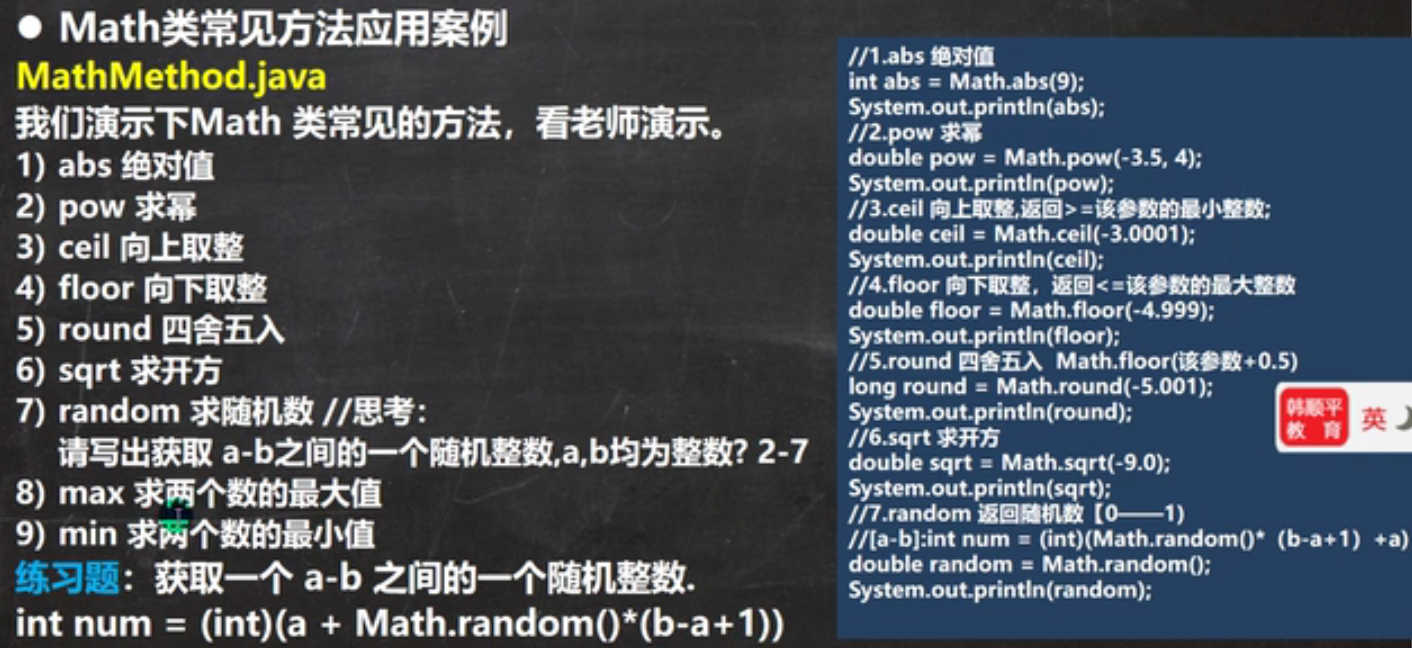 ● Math类常见方法应用案例
MathMethod.java
我们演示下Math 类常见的方法，看老师演示。
1) abs 绝对值
2) pow 求幂
3) ceil 向上取整
4) floor 向下取整
5) round 四舍五入
6) sqrt 求开方
7) random 求随机数 //思考：
请写出获取 a-b之间的一个随机整数,a,b均为整数? 2-7
8) max 求两个数的最大值
9) min 求两个数的最小值
练习题：获取一个 a-b 之间的一个随机整数.
int num = (int)(a + Math.random()*(b-a+1))
//1.abs 绝对值
int abs = Math.abs(9);
System.out.println(abs);
//2.pow 求幂
double pow = Math.pow(-3.5, 4);
System.out.println(pow);
//3.ceil 向上取整,返回>=该参数的最小整数;
double ceil = Math.ceil(-3.0001);
System.out.println(ceil);
//4.floor 向下取整，返回<=该参数的最大整数
double floor = Math.floor(-4.999);
System.out.println(floor);
//5.round 四舍五入 Math.floor(该参数+0.5)
long round = Math.round(-5.001);
System.out.println(round);
//6.sqrt 求开方
double sqrt = Math.sqrt(-9.0);
System.out.println(sqrt);
//7.random 返回随机数【0——1)
//[a-b]:int num = (int)(Math.random()*（b-a+1）+a)
double random = Math.random();
System.out.println(random);
韩顺平
教 育
英